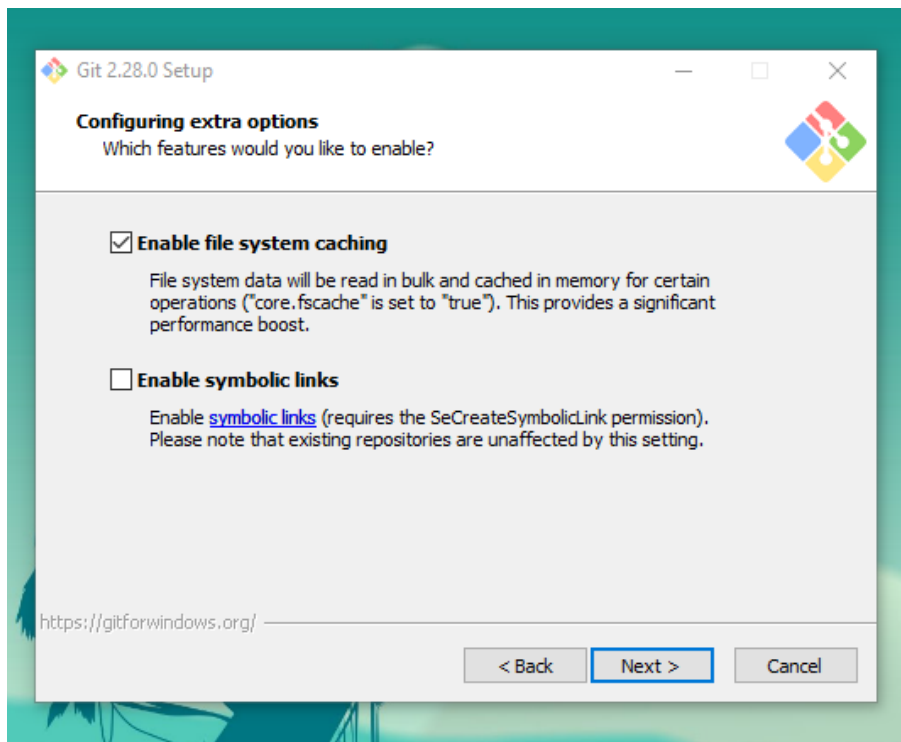 Git 2.28.0 Setup
Configuring extra options
Which features would you like to enable?
Enable file system caching
File system data will be read in bulk and cached in memory for certain
operations ("core.fscache" is set to "true"). This provides a significant
performance boost.
Enable symbolic links
Enable symbolic links (requires the SeCreateSymbolicLink permission).
Please note that existing repositories are unaffected by this setting.
https://gitforwindows.org/
< Back Next > Cancel